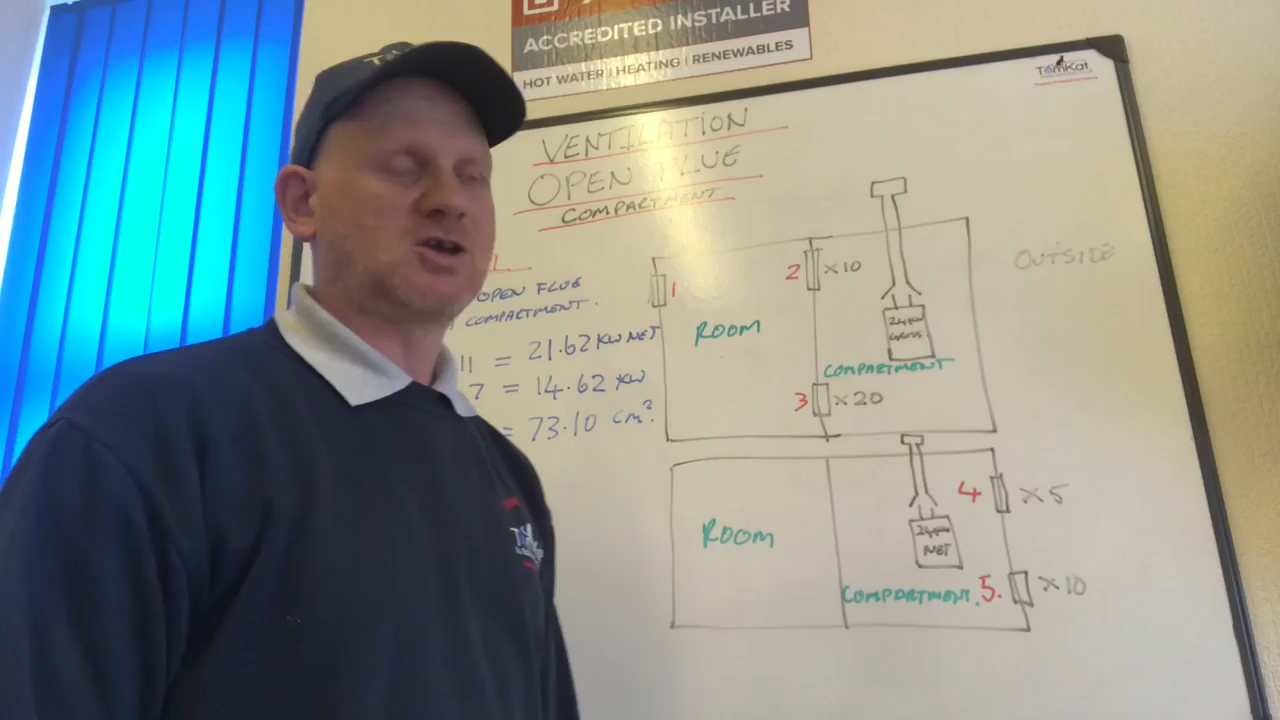 ACCREDITED INSTALLER
HOT WATER | HEATING | RENEWABLES
TomKat
VENTILATION
OPEN FLUE
COMPARTMENT
OUTSIDE
1
2 X10
OPEN FLUE
COMPARTMENT.
ROOM
24KW
GROSS
11 = 21.62 KW NET
7 = 14.62 KW
= 73.10 cm²
COMPARTMENT
3 X20
4 X5
ROOM
24KW
NET
COMPARTMENT. 5. X10